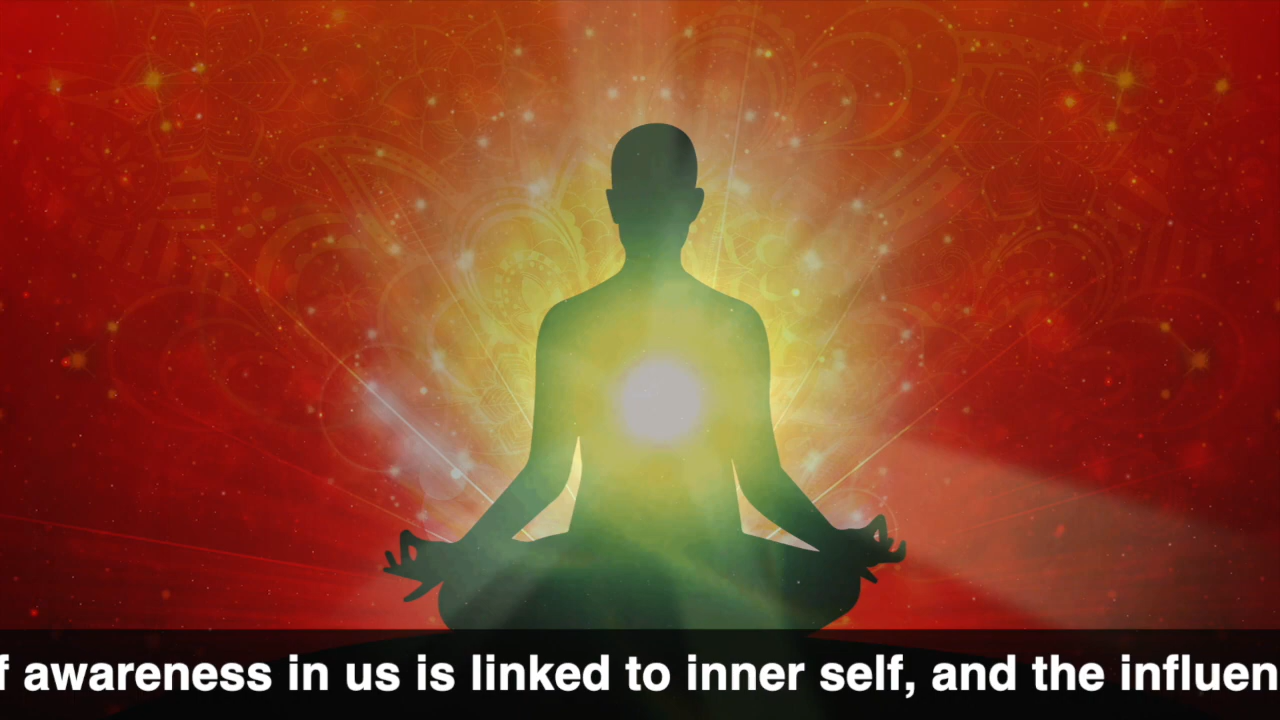 f awareness in us is linked to inner self, and the influen